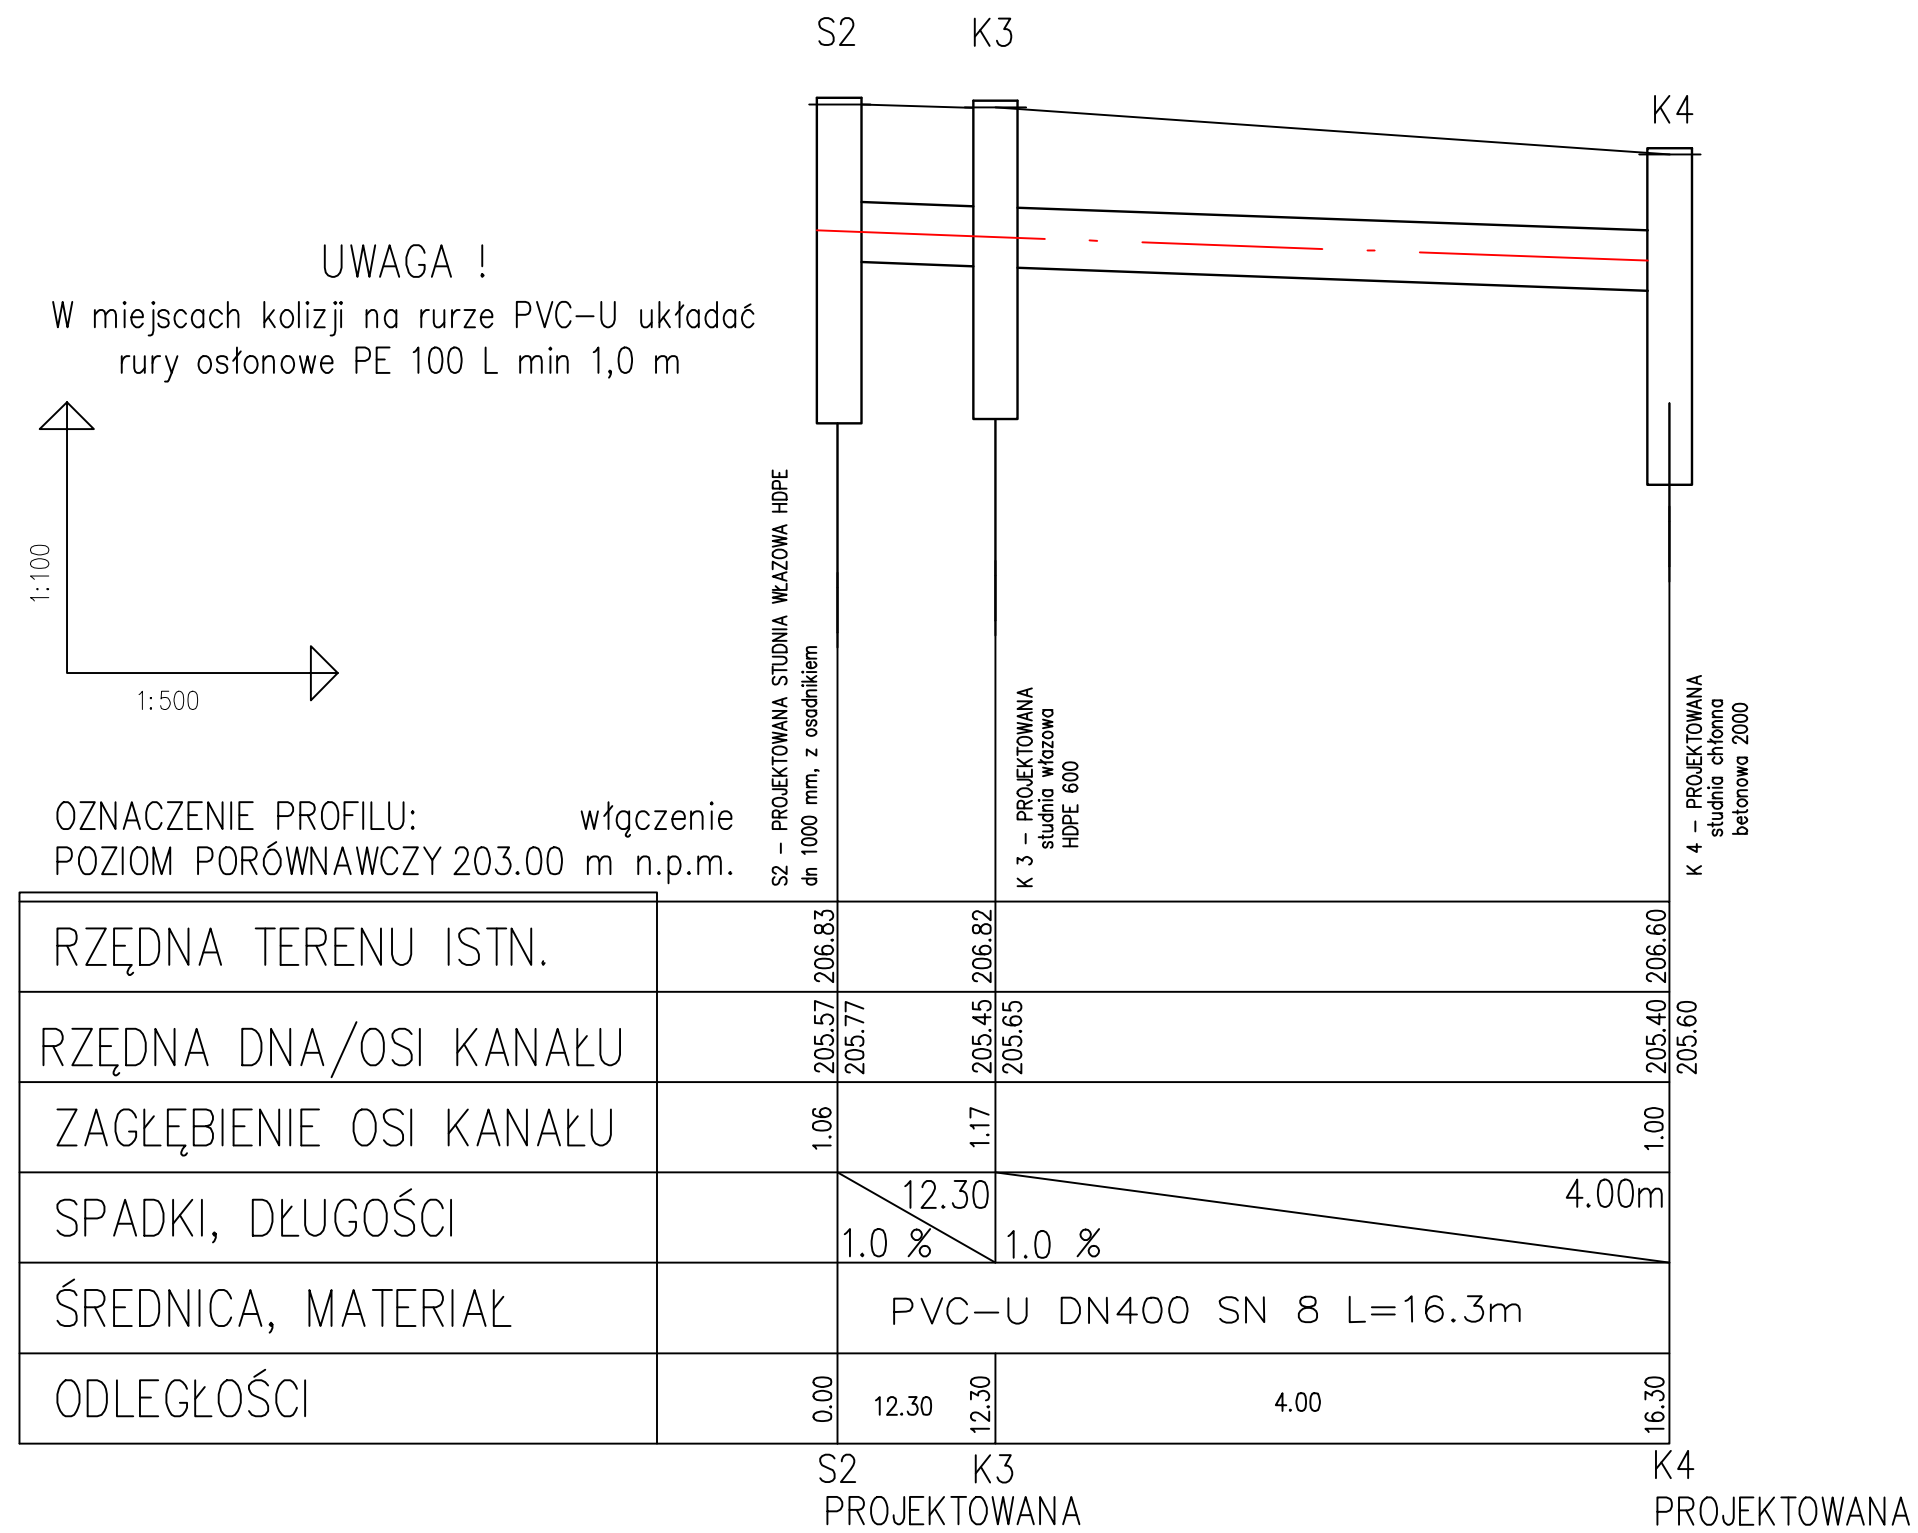 S2
K3
K4
UWAGA !
W miejscach kolizji na rurze PVC-U układać
rury osłonowe PE 100 L min 1,0 m
1:100
1:500
S2 - PROJEKTOWANA STUDNIA WŁAZOWA HDPE
dn 1000 mm, z osadnikiem
K 3 - PROJEKTOWANA
studnia włazowa
HDPE 600
K 4 - PROJEKTOWANA
studnia chłonna
betonowa 2000
OZNACZENIE PROFILU: włączenie
POZIOM PORÓWNAWCZY 203.00 m n.p.m.
RZĘDNA TERENU ISTN. 206.83 206.82 206.60
RZĘDNA DNA/OSI KANAŁU 205.57 205.77 205.45 205.65 205.40 205.60
ZAGŁĘBIENIE OSI KANAŁU 1.06 1.17 1.00
SPADKI, DŁUGOŚCI 12.30 1.0 % 4.00m 1.0 %
ŚREDNICA, MATERIAŁ PVC-U DN400 SN 8 L=16.3m
ODLEGŁOŚCI 0.00 12.30 12.30 4.00 16.30
S2 K3 K4
PROJEKTOWANA PROJEKTOWANA